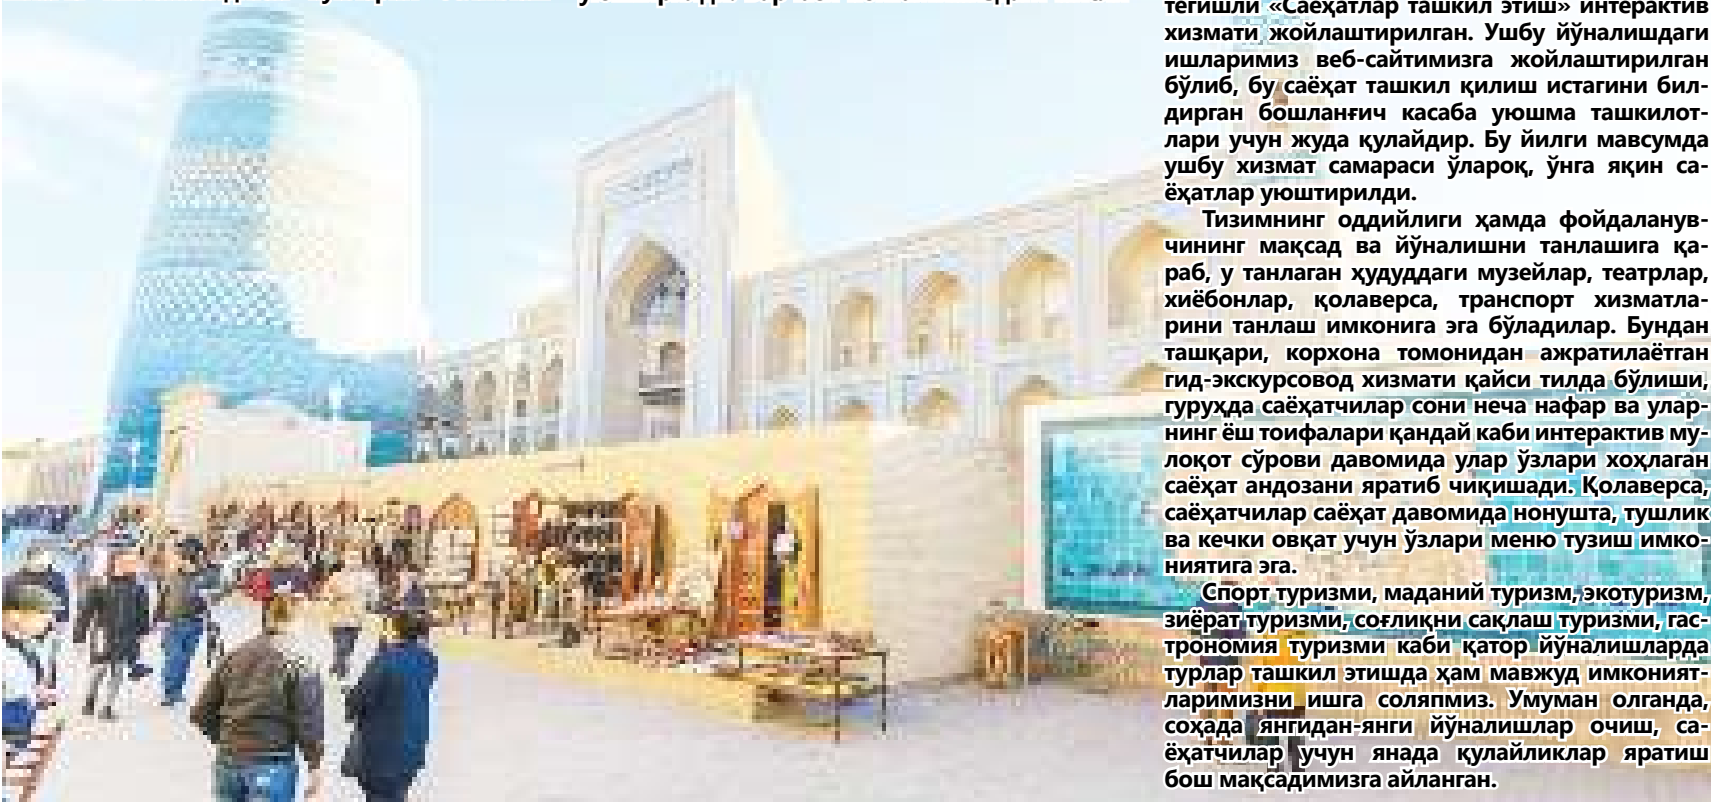 тегишли «Саёҳатлар ташкил этиш» интерактив
хизмати жойлаштирилган. Ушбу йўналишдаги
ишларимиз веб-сайтимизга жойлаштирилган
бўлиб, бу саёҳат ташкил қилиш истагини бил-
дирган бошланғич касаба уюшма ташкилот-
лари учун жуда қулайдир. Бу йилги мавсумда
ушбу хизмат самараси ўлароқ, ўнга яқин са-
ёҳатлар уюштирилди.
Тизимнинг оддийлиги ҳамда фойдаланув-
чининг мақсад ва йўналишни танлашига қа-
раб, у танлаган ҳудуддаги музейлар, театрлар,
хиёбонлар, қолаверса, транспорт хизматла-
рини танлаш имконига эга бўладилар. Бундан
ташқари, корхона томонидан ажратилаётган
гид-экскурсовод хизмати қайси тилда бўлиши,
гуруҳда саёҳатчилар сони неча нафар ва улар-
нинг ёш тоифалари қандай каби интерактив му-
лоқот сўрови давомида улар ўзлари хоҳлаган
саёҳат андозани яратиб чиқишади. Қолаверса,
саёҳатчилар саёҳат давомида нонушта, тушлик
ва кечки овқат учун ўзлари меню тузиш имко-
ниятига эга.
Спорт туризми, маданий туризм, экотуризм,
зиёрат туризми, соғлиқни сақлаш туризми, гас-
трономия туризми каби қатор йўналишларда
турлар ташкил этишда ҳам мавжуд имконият-
ларимизни ишга соляпмиз. Умуман олганда,
соҳада янгидан-янги йўналишлар очиш, са-
ёҳатчилар учун янада қулайликлар яратиш
бош мақсадимизга айланган.